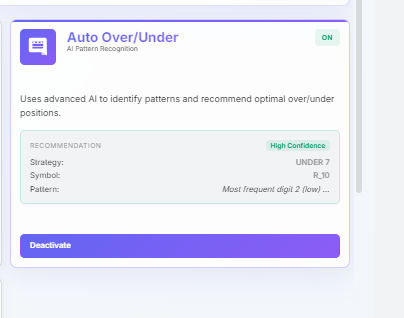 Auto Over/Under
AI Pattern Recognition
ON
Uses advanced AI to identify patterns and recommend optimal over/under
positions.
RECOMMENDATION
High Confidence
Strategy:
UNDER 7
Symbol:
R_10
Pattern:
Most frequent digit 2 (low) ...
Deactivate